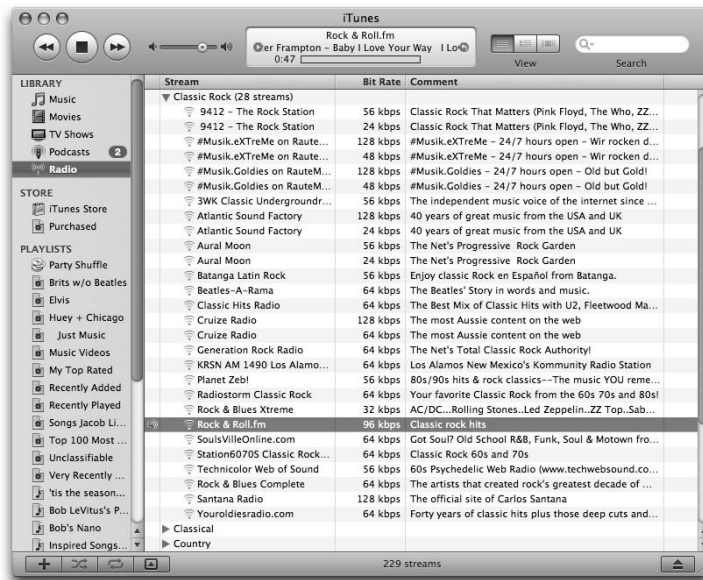 iTunes
Rock & Roll.fm
er Frampton - Baby I Love Your Way I Lo
0:47
View
Search
LIBRARY
Music
Movies
TV Shows
Podcasts 2
Radio
STORE
iTunes Store
Purchased
PLAYLISTS
Party Shuffle
Brits w/o Beatles
Elvis
Huey + Chicago
Just Music
Music Videos
My Top Rated
Recently Added
Recently Played
Songs Jacob Li...
Top 100 Most ...
Unclassifiable
Very Recently ...
'tis the season...
Bob LeVitus's P...
Bob's Nano
Inspired Songs...
Stream Bit Rate Comment
Classic Rock (28 streams)
9412 - The Rock Station 56 kbps Classic Rock That Matters (Pink Floyd, The Who, ZZ...
9412 - The Rock Station 24 kbps Classic Rock That Matters (Pink Floyd, The Who, ZZ...
#Musik.eXTreMe on Raute... 128 kbps #Musik.eXTreMe - 24/7 hours open - Wir rocken d...
#Musik.eXTreMe on Raute... 48 kbps #Musik.eXTreMe - 24/7 hours open - Wir rocken d...
#Musik.Goldies on RauteM... 128 kbps #Musik.Goldies - 24/7 hours open - Old but Gold!
#Musik.Goldies on RauteM... 48 kbps #Musik.Goldies - 24/7 hours open - Old but Gold!
3WK Classic Undergroundr... 56 kbps The independent music voice of the internet since ...
Atlantic Sound Factory 128 kbps 40 years of great music from the USA and UK
Atlantic Sound Factory 24 kbps 40 years of great music from the USA and UK
Aural Moon 56 kbps The Net's Progressive Rock Garden
Aural Moon 24 kbps The Net's Progressive Rock Garden
Batanga Latin Rock 56 kbps Enjoy classic Rock en Español from Batanga.
Beatles-A-Rama 64 kbps The Beatles' Story in words and music.
Classic Hits Radio 64 kbps The Best Mix of Classic Hits with U2, Fleetwood Ma...
Cruize Radio 128 kbps The most Aussie content on the web
Cruize Radio 64 kbps The most Aussie content on the web
Generation Rock Radio 64 kbps The Net's Total Classic Rock Authority!
KRSN AM 1490 Los Alamo... 64 kbps Los Alamos New Mexico's Kommunity Radio Station
Planet Zeb! 56 kbps 80s/90s hits & rock classics--The music YOU reme...
Radiostorm Classic Rock 64 kbps Your favorite Classic Rock from the 60s 70s and 80s!
Rock & Blues Xtreme 32 kbps AC/DC...Rolling Stones..Led Zeppelin..ZZ Top..Sab...
Rock & Roll.fm 96 kbps Classic rock hits
SoulsVilleOnline.com 64 kbps Got Soul? Old School R&B, Funk, Soul & Motown fro...
Station6070S Classic Rock... 64 kbps Classic Rock 60s and 70s
Technicolor Web of Sound 56 kbps 60s Psychedelic Web Radio (www.techwebsound.co...
Rock & Blues Complete 64 kbps The artists that created rock's greatest decade of ...
Santana Radio 128 kbps The official site of Carlos Santana
Youroldiesradio.com 64 kbps Forty years of classic hits plus those deep cuts and...
Classical
Country
229 streams